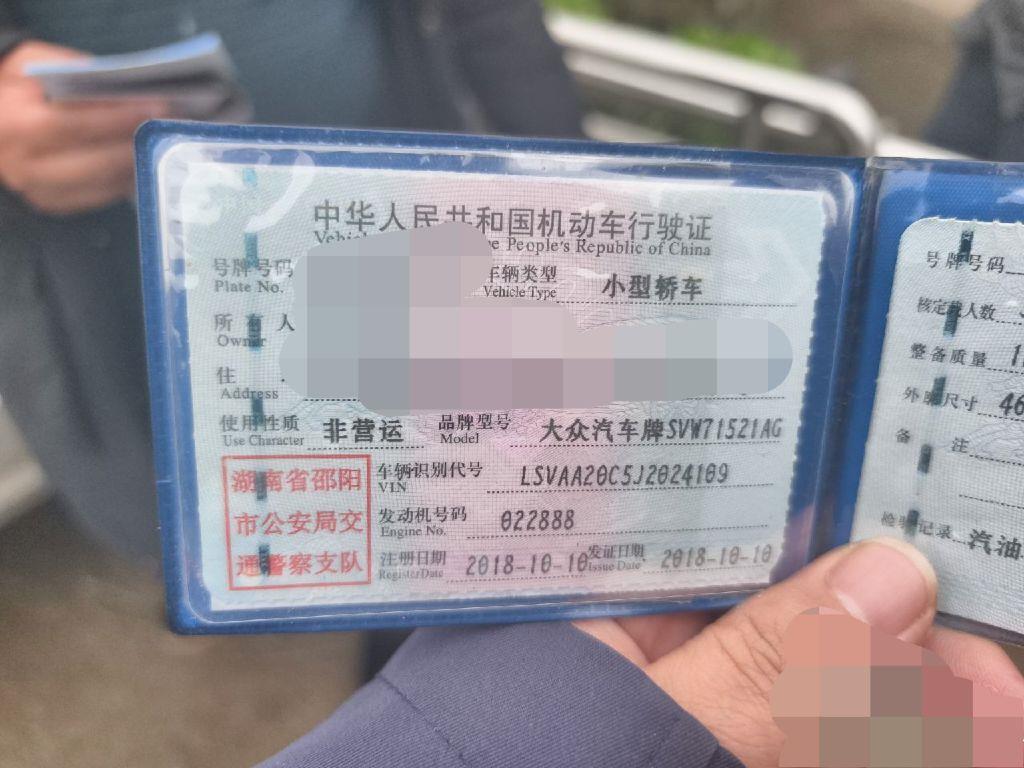 中华人民共和国机动车行驶证
Vehic
e People's Republic of China
号牌号码
Plate No.
车辆类型
Vehicle Type
小型轿车
所有人
Owner
住
Address
使用性质
Use Character
非营运
品牌型号
Model
大众汽车牌SVW71521AG
湖南省邵阳
市公安局交
通警察支队
车辆识别代号
VIN
LSVAA20C5J2024109
发动机号码
Engine No.
022888
注册日期
Register Date
2018-10-10
发证日期
Issue Date
2018-10-10
号牌号码
核定载人数
整备质量
外廓尺寸
46
备注
检验记录
汽油